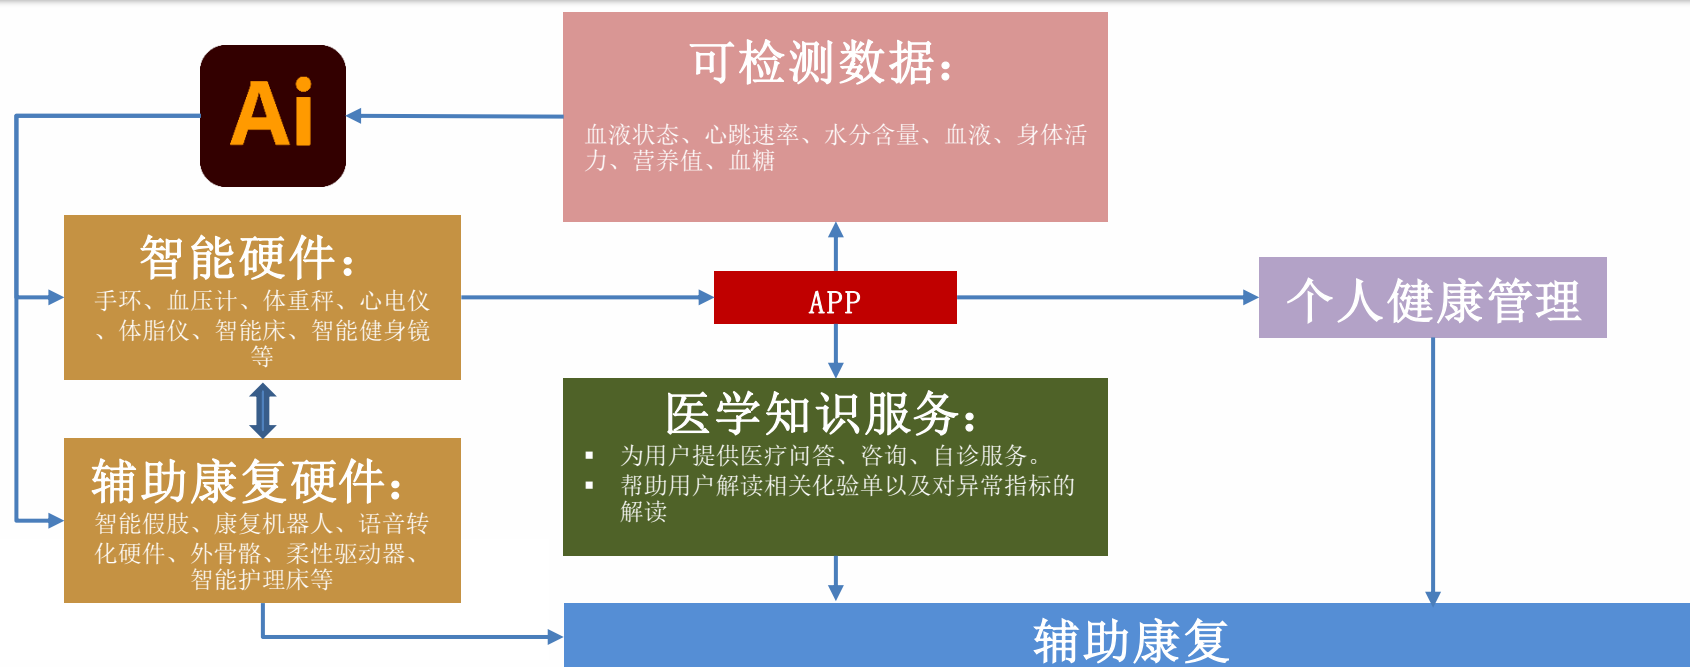 可检测数据：
血液状态、心跳速率、水分含量、血液、身体活
力、营养值、血糖
Ai
智能硬件：
手环、血压计、体重秤、心电仪
、体脂仪、智能床、智能健身镜
等
APP
个人健康管理
医学知识服务：
▪ 为用户提供医疗问答、咨询、自诊服务。
▪ 帮助用户解读相关化验单以及对异常指标的
解读
辅助康复硬件：
智能假肢、康复机器人、语音转
化硬件、外骨骼、柔性驱动器、
智能护理床等
辅助康复